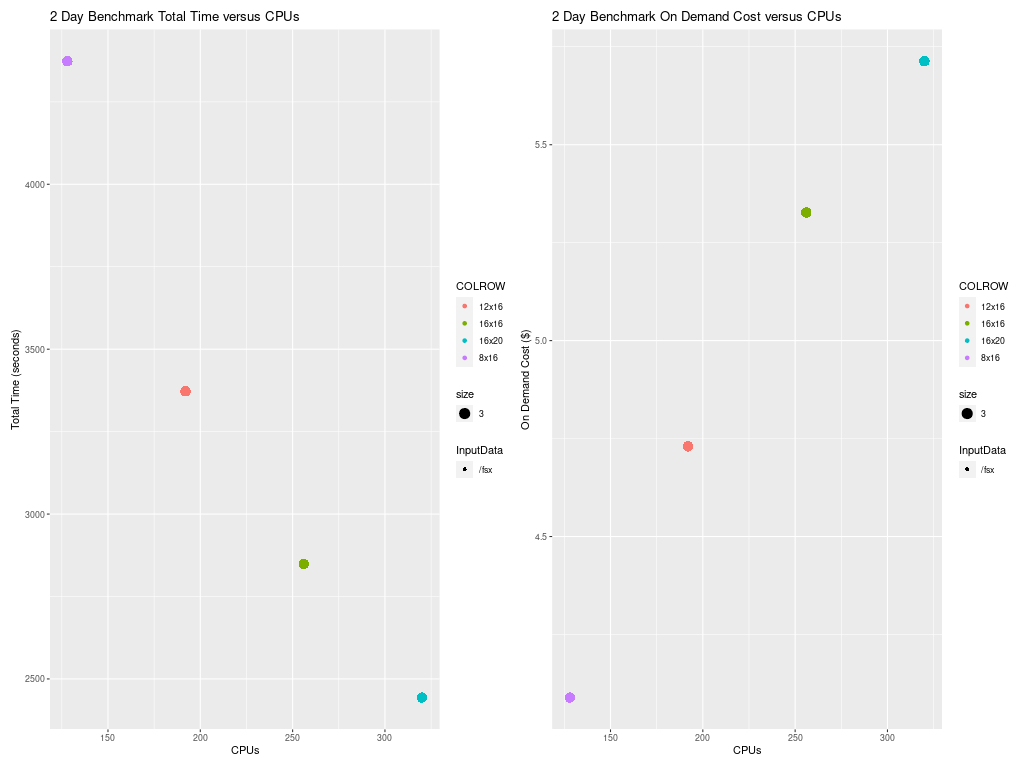 2 Day Benchmark Total Time versus CPUs
4000
3500
3000
2500
Total Time (seconds)
150
200
250
300
CPUs
COLROW
12x16
16x16
16x20
8x16
size
3
InputData
/fsx
2 Day Benchmark On Demand Cost versus CPUs
5.5
5.0
4.5
On Demand Cost ($)
150
200
250
300
CPUs
COLROW
12x16
16x16
16x20
8x16
size
3
InputData
/fsx